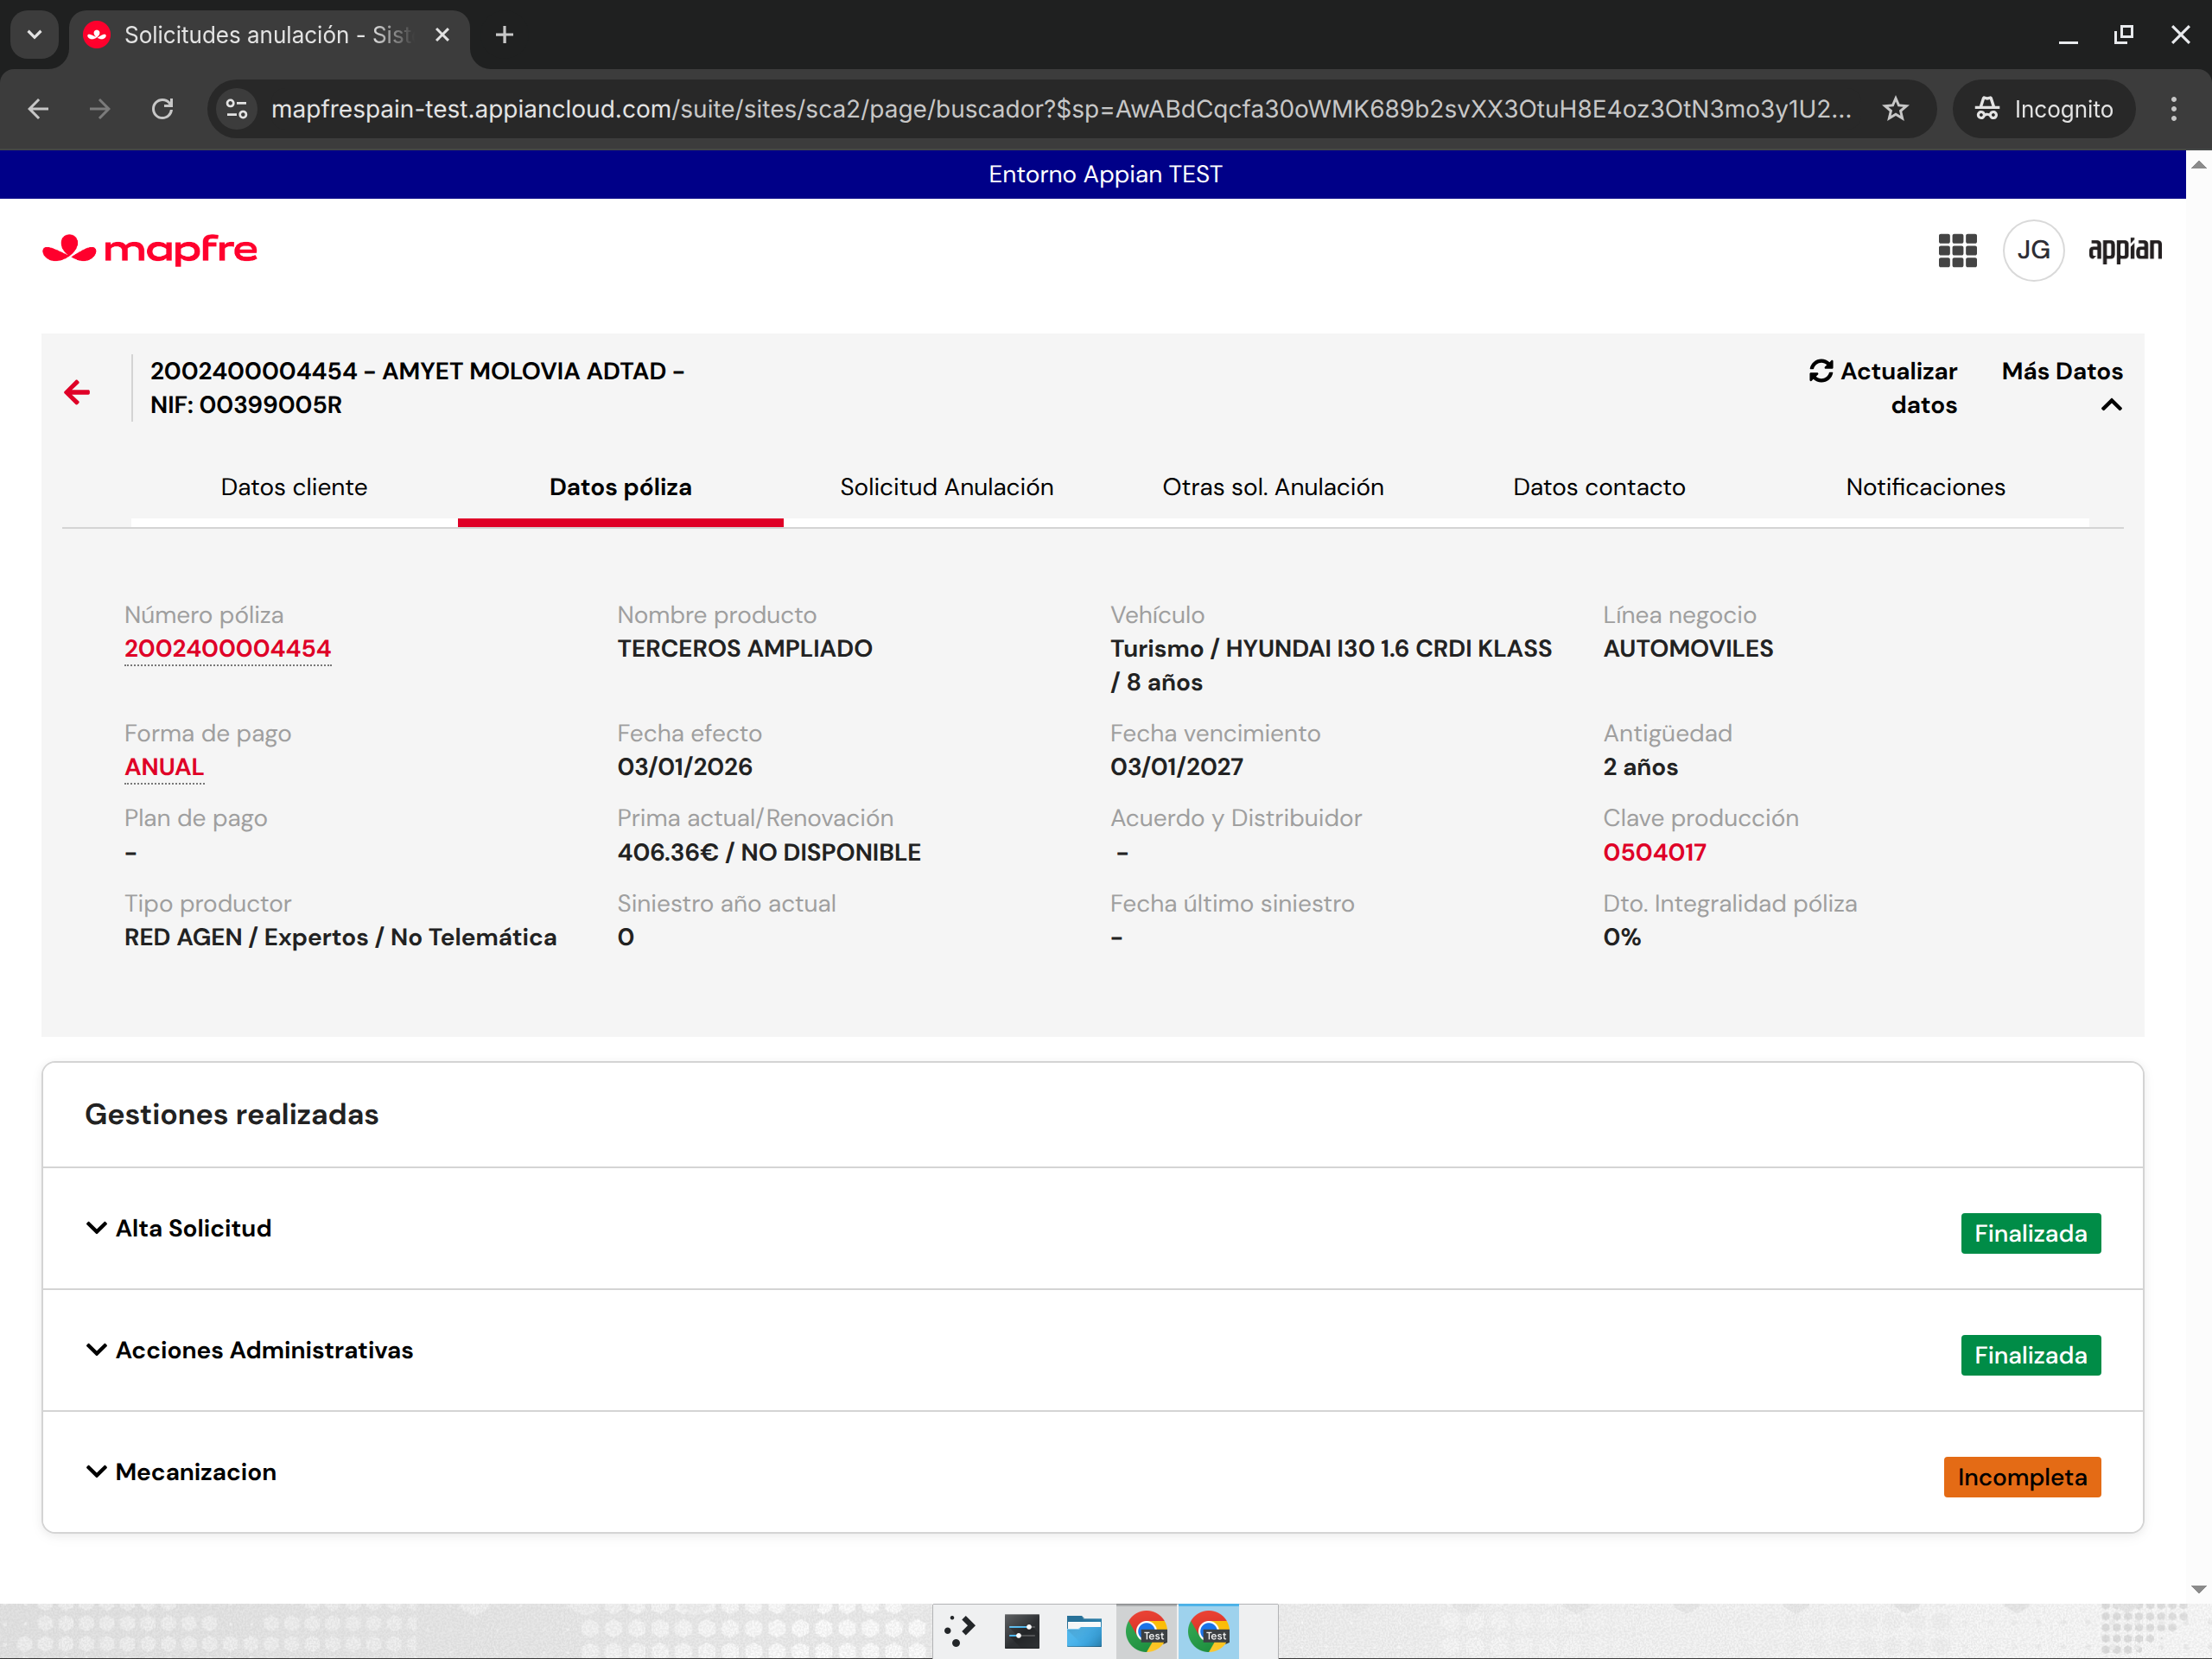 Solicitudes anulación - Sist
mapfrespain-test.appiancloud.com/suite/sites/sca2/page/buscador?$sp=AwABdCqcfa30oWMK689b2svXX3OtuH8E4oz3OtN3mo3y1U2...
Incognito
Entorno Appian TEST
mapfre
JG
appian
2002400004454 - AMYET MOLOVIA ADTAD -
NIF: 00399005R
Actualizar
datos
Más Datos
Datos cliente
Datos póliza
Solicitud Anulación
Otras sol. Anulación
Datos contacto
Notificaciones
Número póliza
2002400004454
Nombre producto
TERCEROS AMPLIADO
Vehículo
Turismo / HYUNDAI I30 1.6 CRDI KLASS
/ 8 años
Línea negocio
AUTOMOVILES
Forma de pago
ANUAL
Fecha efecto
03/01/2026
Fecha vencimiento
03/01/2027
Antigüedad
2 años
Plan de pago
-
Prima actual/Renovación
406.36€ / NO DISPONIBLE
Acuerdo y Distribuidor
-
Clave producción
0504017
Tipo productor
RED AGEN / Expertos / No Telemática
Siniestro año actual
0
Fecha último siniestro
-
Dto. Integralidad póliza
0%
Gestiones realizadas
Alta Solicitud
Finalizada
Acciones Administrativas
Finalizada
Mecanizacion
Incompleta
Test
Test